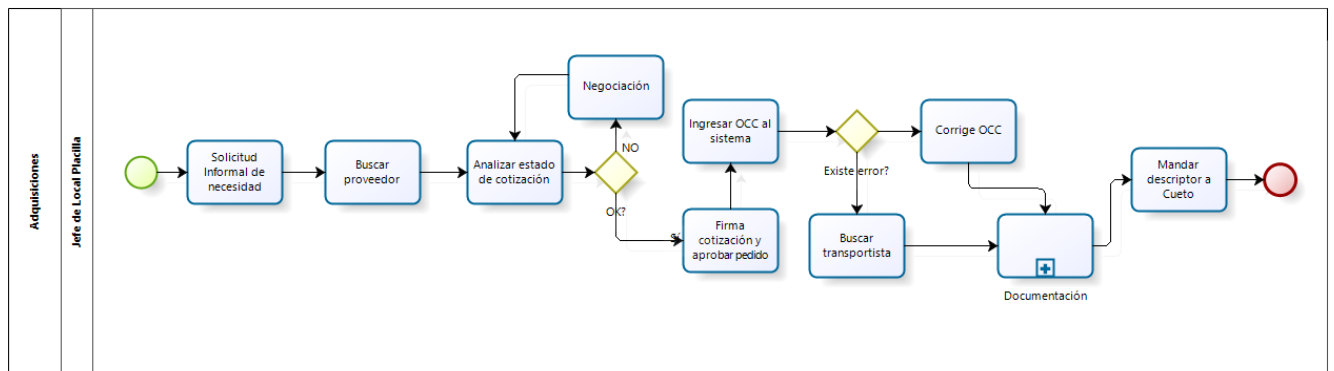 Adquisiciones
Jefe de Local Placilla
Solicitud
Informal de
necesidad
Buscar
proveedor
Analizar estado
de cotización
Negociación
NO
OK?
Sí
Firma
cotización y
aprobar pedido
Ingresar OCC al
sistema
Existe error?
Corrige OCC
Buscar
transportista
Documentación
Mandar
descriptor a
Cueto